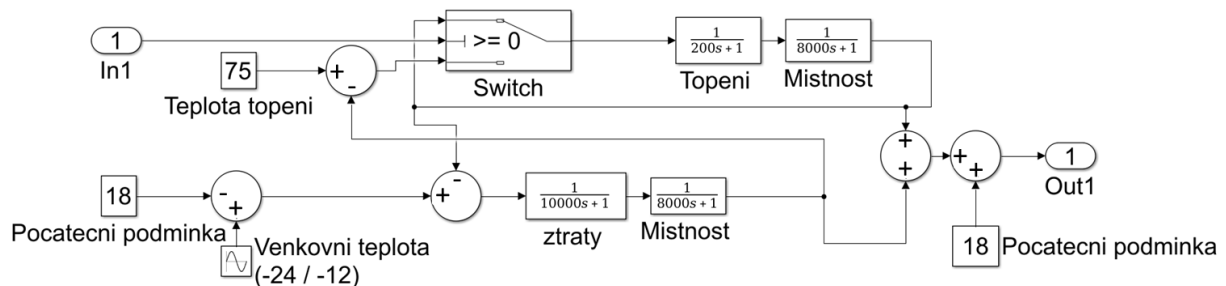 1
In1
75
Teplota topeni
>= 0
Switch
1
200s + 1
Topeni
1
8000s + 1
Mistnost
18
Pocatecni podminka
-
+
Venkovni teplota
(-24 / -12)
+
-
+
-
1
10000s + 1
ztraty
1
8000s + 1
Mistnost
+
+
+
+
18
Pocatecni podminka
1
Out1